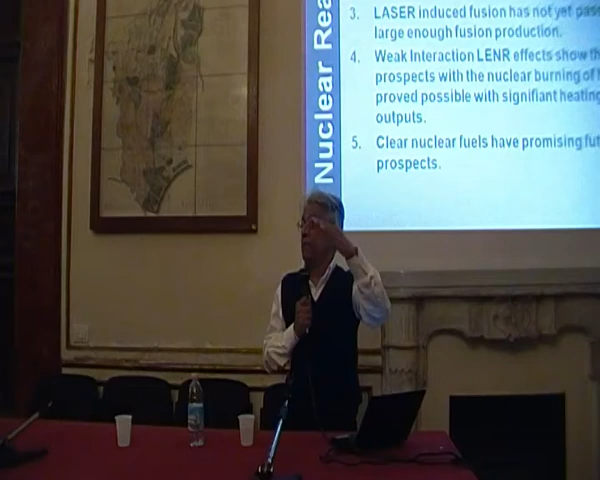 Nuclear Rea
3. LASER induced fusion has not yet pas
large enough fusion production.
4. Weak Interaction LENR effects show th
prospects with the nuclear burning of
proved possible with signifiant heating
outputs.
5. Clear nuclear fuels have promising fut
prospects.